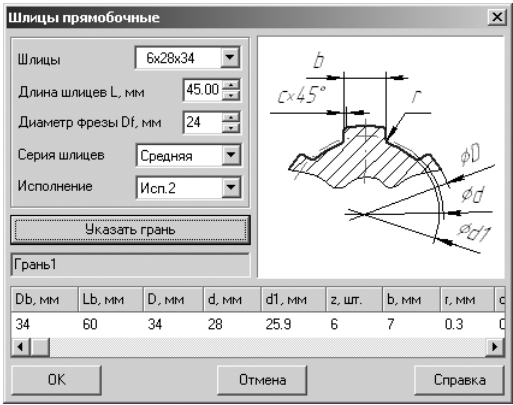 Шлицы прямобочные
Шлицы 6x28x34
Длина шлицев L, мм 45.00
Диаметр фрезы Df, мм 24
Серия шлицев Средняя
Исполнение Исп.2
Указать грань
Грань1
b
c×45°
r
ϕD
ϕd
ϕd1
Db, мм Lb, мм D, мм d, мм d1, мм z, шт. b, мм r, мм
34 60 34 28 25.9 6 7 0.3
OK Отмена Справка